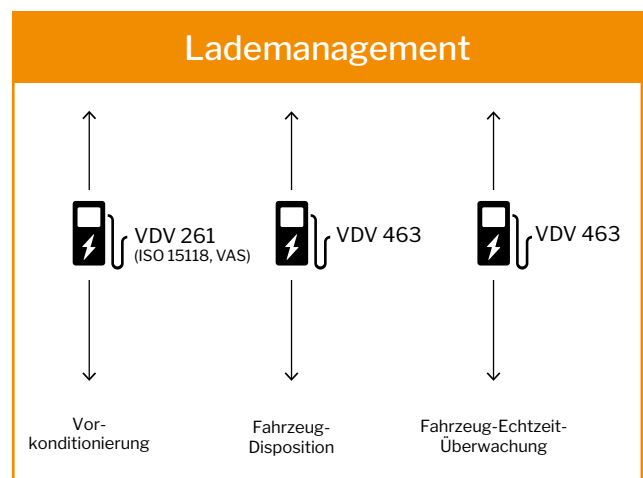 Lademanagement
VDV 261
(ISO 15118, VAS)
VDV 463
VDV 463
Vor-
konditionierung
Fahrzeug-
Disposition
Fahrzeug-Echtzeit-
Überwachung